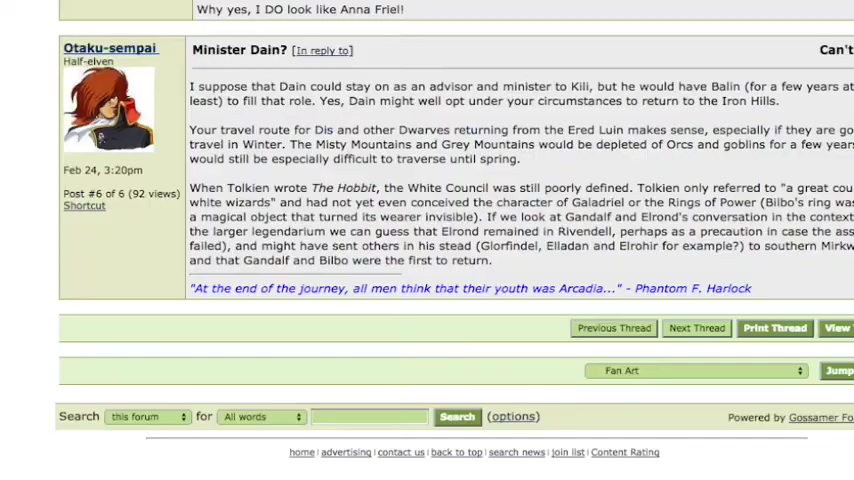 Why yes, I DO look like Anna Friel!
Otaku-sempai
Half-elven
Feb 24, 3:20pm
Post #6 of 6 (92 views)
Shortcut
Minister Dain? [In reply to]
Can't
I suppose that Dain could stay on as an advisor and minister to Kili, but he would have Balin (for a few years at
least) to fill that role. Yes, Dain might well opt under your circumstances to return to the Iron Hills.
Your travel route for Dis and other Dwarves returning from the Ered Luin makes sense, especially if they are go
travel in Winter. The Misty Mountains and Grey Mountains would be depleted of Orcs and goblins for a few years
would still be especially difficult to traverse until spring.
When Tolkien wrote The Hobbit, the White Council was still poorly defined. Tolkien only referred to "a great cou
white wizards" and had not yet even conceived the character of Galadriel or the Rings of Power (Bilbo's ring wa
a magical object that turned its wearer invisible). If we look at Gandalf and Elrond's conversation in the context
the larger legendarium we can guess that Elrond remained in Rivendell, perhaps as a precaution in case the ass
failed), and might have sent others in his stead (Glorfindel, Elladan and Elrohir for example?) to southern Mirkw
and that Gandalf and Bilbo were the first to return.
"At the end of the journey, all men think that their youth was Arcadia..." - Phantom F. Harlock
Previous Thread Next Thread Print Thread View T
Fan Art Jump
Search this forum for All words Search (options) Powered by Gossamer Fo
home | advertising | contact us | back to top | search news | join list | Content Rating